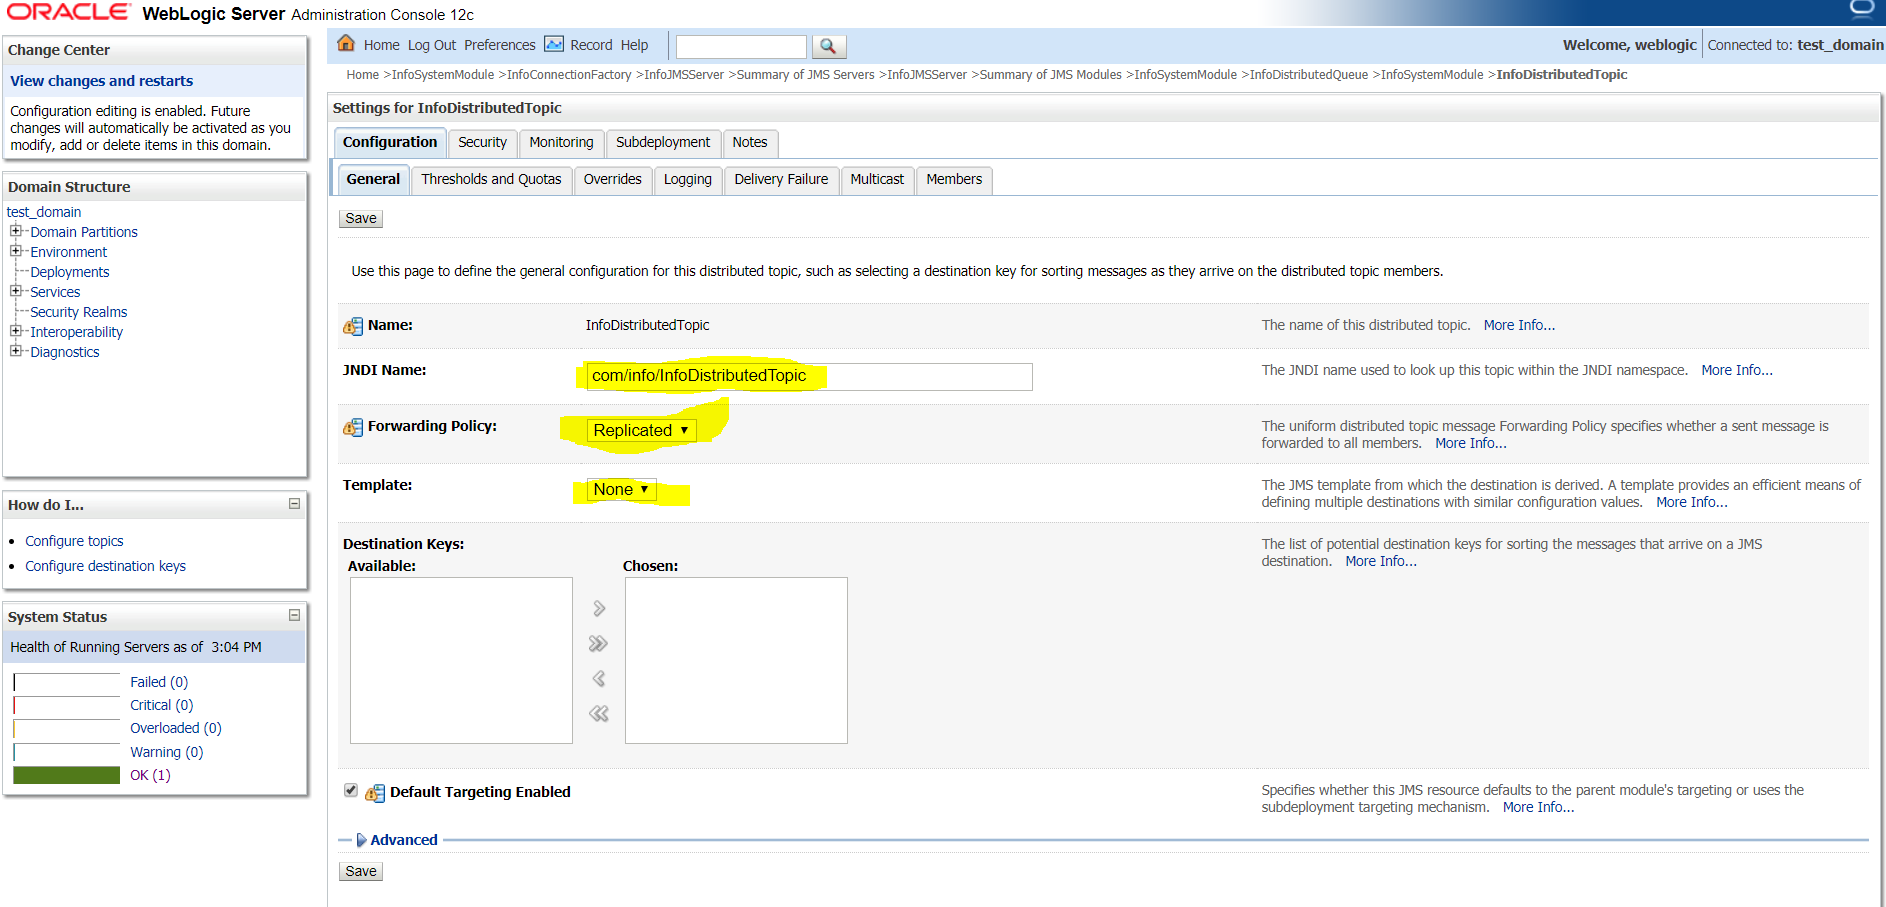 ORACLE WebLogic Server Administration Console 12c
Change Center
View changes and restarts
Configuration editing is enabled. Future
changes will automatically be activated as you
modify, add or delete items in this domain.
Domain Structure
test_domain
Domain Partitions
Environment
Deployments
Services
Security Realms
Interoperability
Diagnostics
How do I...
Configure topics
Configure destination keys
System Status
Health of Running Servers as of 3:04 PM
Failed (0)
Critical (0)
Overloaded (0)
Warning (0)
OK (1)
Home Log Out Preferences Record Help
Welcome, weblogic Connected to: test_domain
Home >InfoSystemModule >InfoConnectionFactory >InfoJMSServer >Summary of JMS Servers >InfoJMSServer >Summary of JMS Modules >InfoSystemModule >InfoDistributedQueue >InfoSystemModule >InfoDistributedTopic
Settings for InfoDistributedTopic
Configuration Security Monitoring Subdeployment Notes
General Thresholds and Quotas Overrides Logging Delivery Failure Multicast Members
Save
Use this page to define the general configuration for this distributed topic, such as selecting a destination key for sorting messages as they arrive on the distributed topic members.
Name: InfoDistributedTopic The name of this distributed topic. More Info...
JNDI Name: com/info/InfoDistributedTopic The JNDI name used to look up this topic within the JNDI namespace. More Info...
Forwarding Policy: Replicated The uniform distributed topic message Forwarding Policy specifies whether a sent message is
forwarded to all members. More Info...
Template: None The JMS template from which the destination is derived. A template provides an efficient means of
defining multiple destinations with similar configuration values. More Info...
Destination Keys: The list of potential destination keys for sorting the messages that arrive on a JMS
destination. More Info...
Available: Chosen:
Default Targeting Enabled Specifies whether this JMS resource defaults to the parent module's targeting or uses the
subdeployment targeting mechanism. More Info...
Advanced
Save